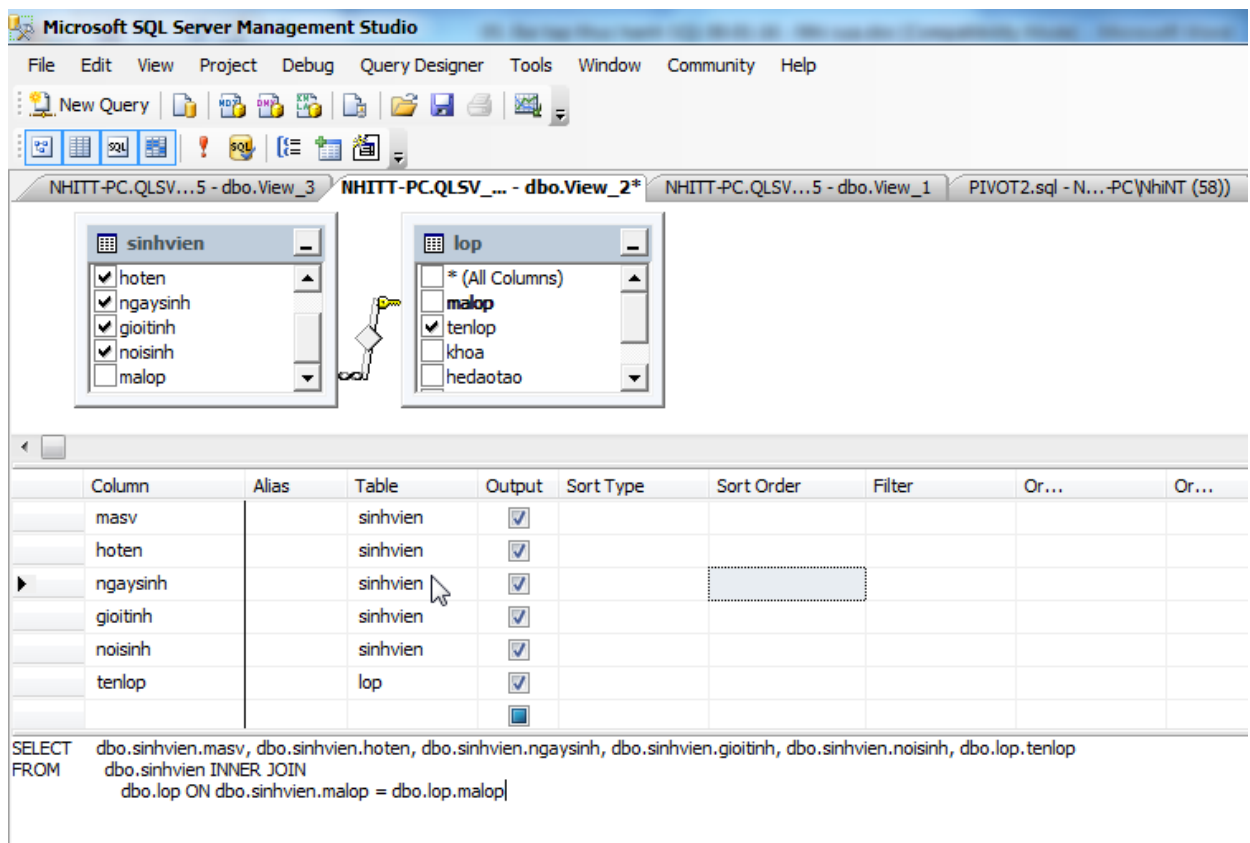 Microsoft SQL Server Management Studio
File Edit View Project Debug Query Designer Tools Window Community Help
New Query
NHITT-PC.QLSV...5 - dbo.View_3 NHITT-PC.QLSV_... - dbo.View_2* NHITT-PC.QLSV...5 - dbo.View_1 PIVOT2.sql - N...-PC\NhiNT (58))
sinhvien
hoten
ngaysinh
gioitinh
noisinh
malop
lop
* (All Columns)
malop
tenlop
khoa
hedaotao
Column Alias Table Output Sort Type Sort Order Filter Or... Or...
masv sinhvien
hoten sinhvien
ngaysinh sinhvien
gioitinh sinhvien
noisinh sinhvien
tenlop lop
SELECT dbo.sinhvien.masv, dbo.sinhvien.hoten, dbo.sinhvien.ngaysinh, dbo.sinhvien.gioitinh, dbo.sinhvien.noisinh, dbo.lop.tenlop
FROM dbo.sinhvien INNER JOIN
dbo.lop ON dbo.sinhvien.malop = dbo.lop.malop